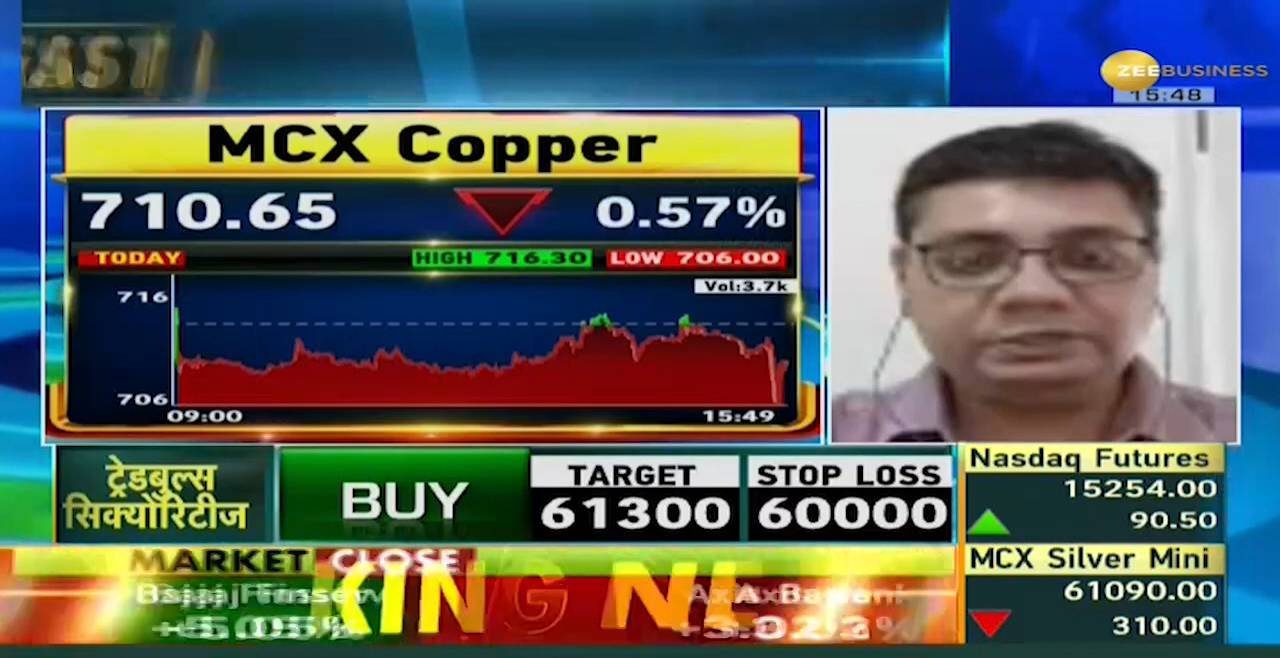 ZEEBUSINESS
15:48
MCX Copper
710.65 0.57%
TODAY HIGH 716.30 LOW 706.00
Vol:3.7k
716
706
09:00 15:49
ट्रेडबुल्स
सिक्योरिटीज
BUY
TARGET
61300
STOP LOSS
60000
Nasdaq Futures
15254.00
90.50
MCX Silver Mini
61090.00
310.00
MARKET CLOSE